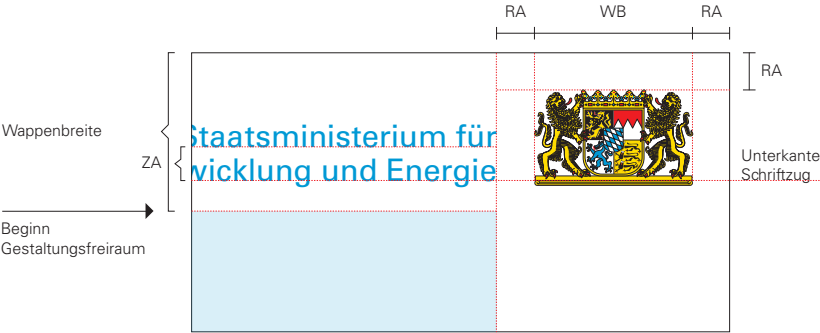 RA WB RA
RA
Wappenbreite
Staatsministerium für
ZA
wicklung und Energie
Unterkante
Schriftzug
Beginn
Gestaltungsfreiraum